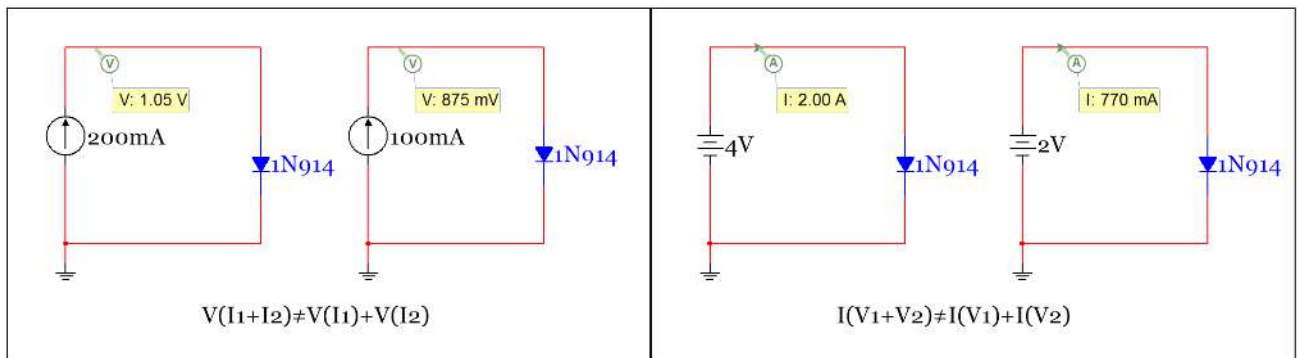 V
V: 1.05 V
200mA
1N914
V
V: 875 mV
100mA
1N914
V(I1+I2)≠V(I1)+V(I2)
A
I: 2.00 A
4V
1N914
A
I: 770 mA
2V
1N914
I(V1+V2)≠I(V1)+I(V2)